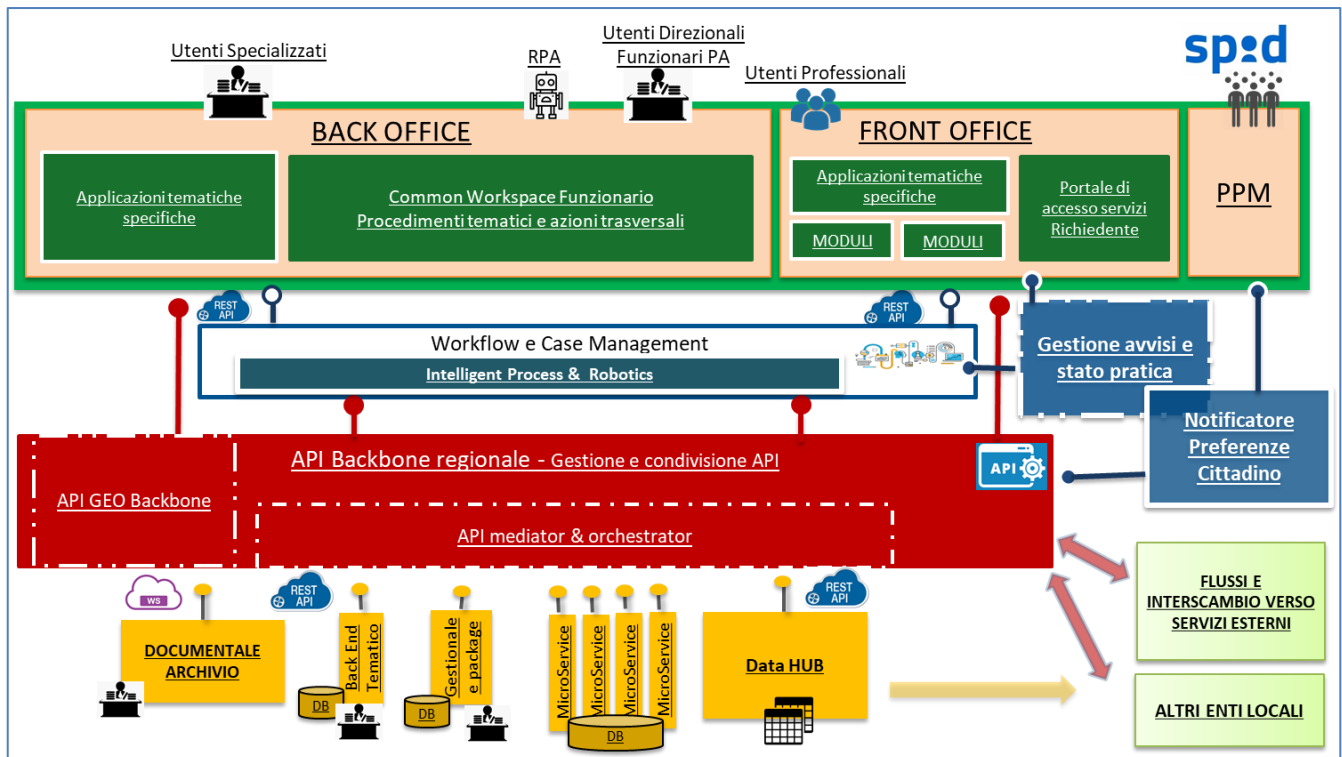 Utenti Specializzati
RPA
Utenti Direzionali
Funzionari PA
Utenti Professionali
spid
BACK OFFICE
FRONT OFFICE
PPM
Applicazioni tematiche
specifiche
Common Workspace Funzionario
Procedimenti tematici e azioni trasversali
Applicazioni tematiche
specifiche
MODULI
MODULI
Portale di
accesso servizi
Richiedente
REST
API
REST
API
Workflow e Case Management
Intelligent Process & Robotics
Gestione avvisi e
stato pratica
Notificatore
Preferenze
Cittadino
API Backbone regionale - Gestione e condivisione API
API
API GEO Backbone
API mediator & orchestrator
WS
REST
API
REST
API
DOCUMENTALE
ARCHIVIO
Back End
Tematico
DB
Gestionale
e package
DB
MicroService
MicroService
MicroService
MicroService
DB
Data HUB
FLUSSI E
INTERSCAMBIO VERSO
SERVIZI ESTERNI
ALTRI ENTI LOCALI